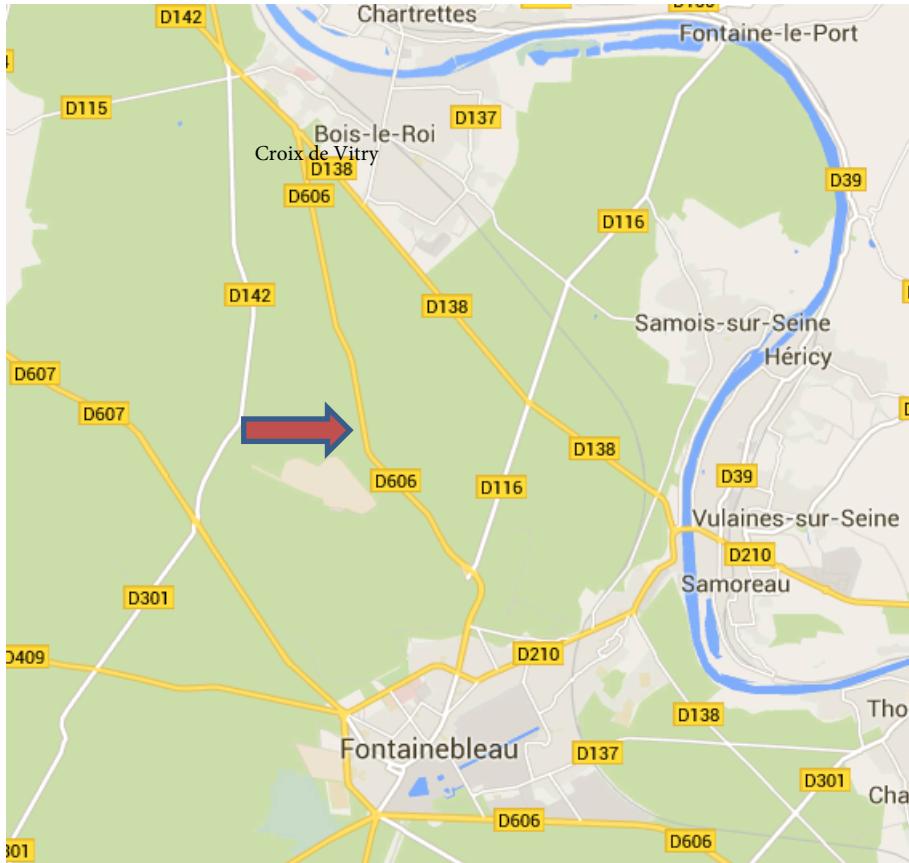 D142
Chartrettes
Fontaine-le-Port
D115
D137
Bois-le-Roi
Croix de Vitry
D138
D39
D606
D116
D142
D138
Samois-sur-Seine
Héricy
D607
D607
D138
D606
D116
D39
Vulaines-sur-Seine
D210
Samoreau
D301
D409
D210
D138
Tho
Fontainebleau
D137
D301
Cha
D606
D606
301